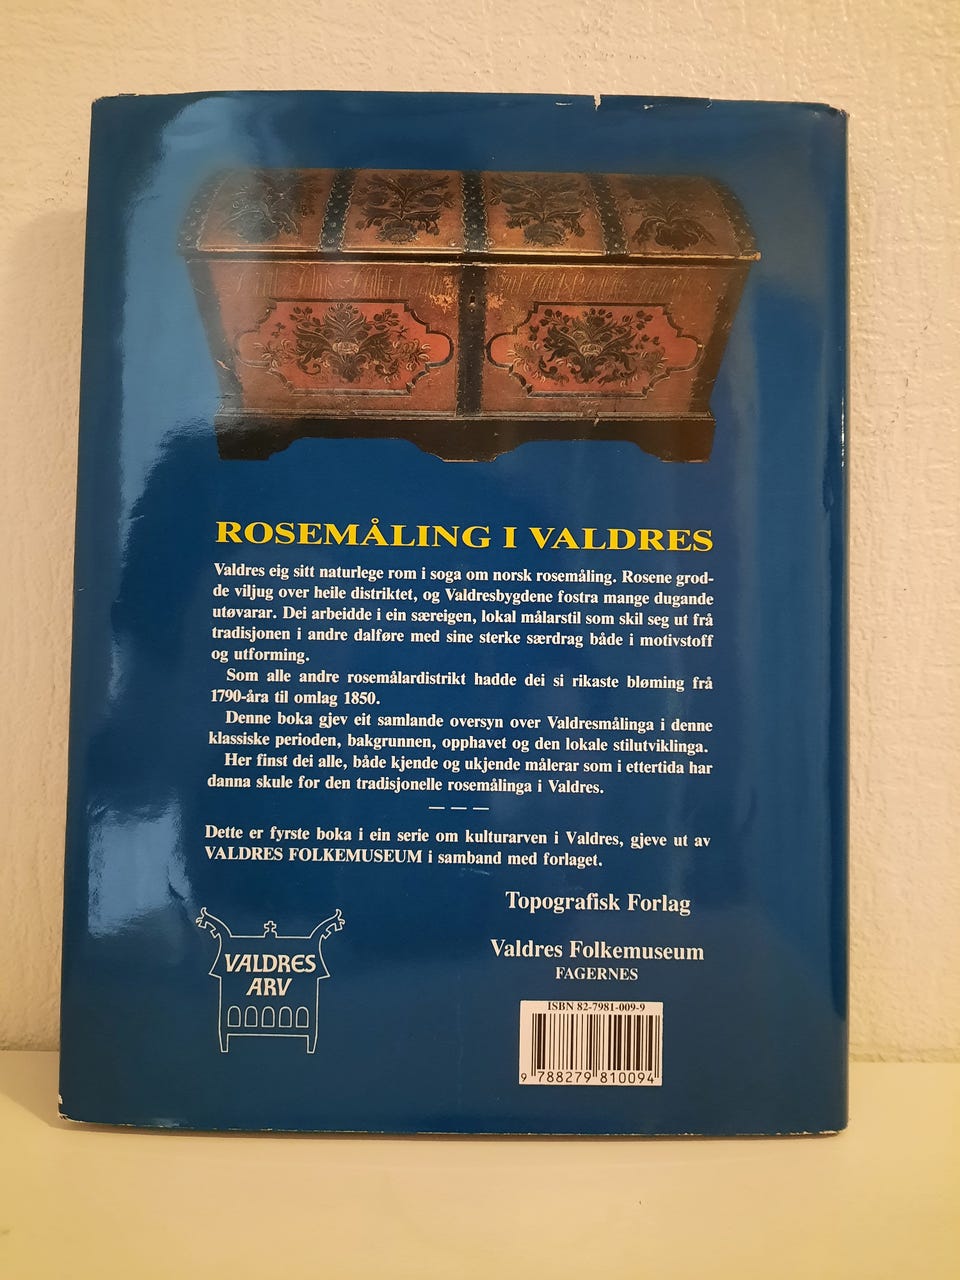 ROSEMÅLING I VALDRES
Valdres eig sitt naturlege rom i soga om norsk rosemåling. Rosene grod-
de viljug over heile distriktet, og Valdresbygdene fostra mange dugande
utøvarar. Dei arbeidde i ein særeigen, lokal målarstil som skil seg ut frå
tradisjonen i andre dalføre med sine sterke særdrag både i motivstoff
og utforming.
Som alle andre rosemålardistrikt hadde dei si rikaste bløming frå
1790-åra til omlag 1850.
Denne boka gjev eit samlande oversyn over Valdresmålinga i denne
klassiske perioden, bakgrunnen, opphavet og den lokale stilutviklinga.
Her finst dei alle, både kjende og ukjende målerar som i ettertida har
danna skule for den tradisjonelle rosemålinga i Valdres.
— — —
Dette er fyrste boka i ein serie om kulturarven i Valdres, gjeve ut av
VALDRES FOLKEMUSEUM i samband med forlaget.
Topografisk Forlag
Valdres Folkemuseum
FAGERNES
VALDRES
ARV
ISBN 82-7981-009-9
9 788279 810094